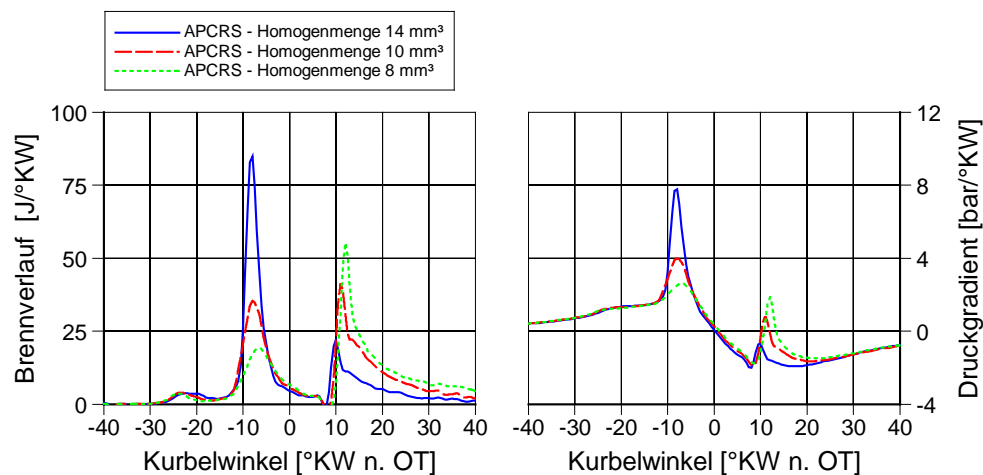 APCRS - Homogenmenge 14 mm³
APCRS - Homogenmenge 10 mm³
APCRS - Homogenmenge 8 mm³
Brennverlauf [J/°KW]
100
75
50
25
0
-40 -30 -20 -10 0 10 20 30 40
Kurbelwinkel [°KW n. OT]
-40 -30 -20 -10 0 10 20 30 40
Kurbelwinkel [°KW n. OT]
12
8
4
0
-4
Druckgradient [bar/°KW]